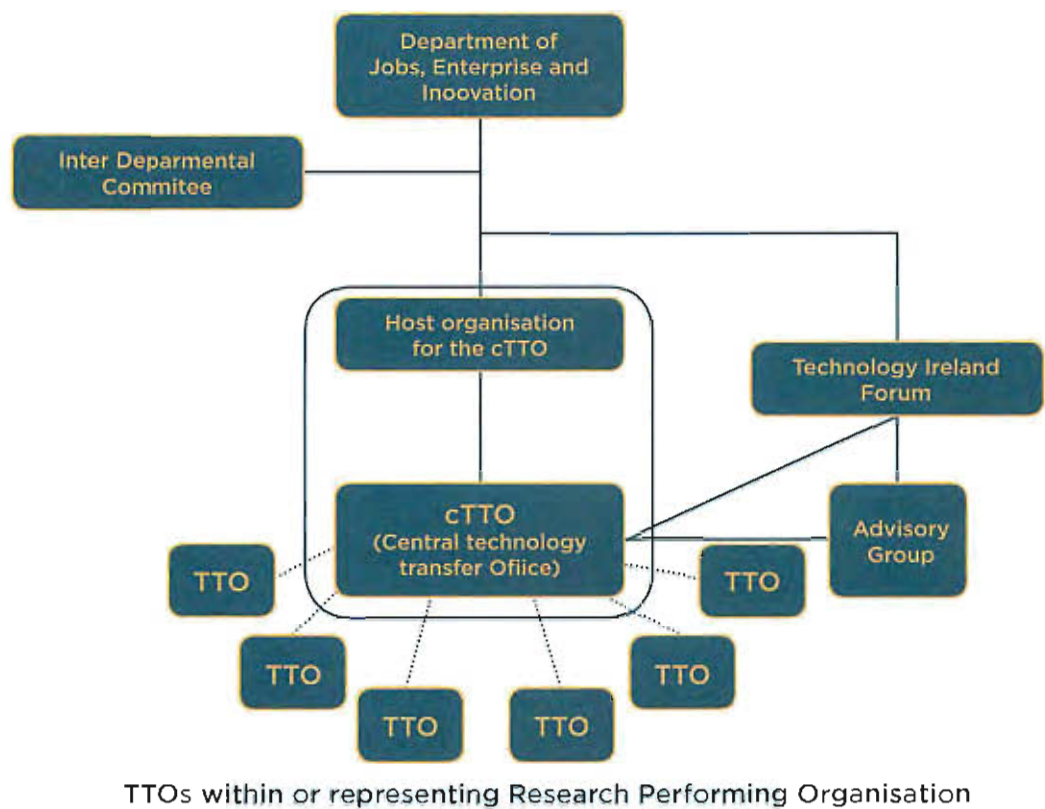 Department of
Jobs, Enterprise and
Inoovation
Inter Deparmental
Commitee
Host organisation
for the cTTO
Technology Ireland
Forum
cTTO
(Central technology
transfer Ofiice)
Advisory
Group
TTO
TTO
TTO
TTO
TTO
TTO
TTOs within or representing Research Performing Organisation